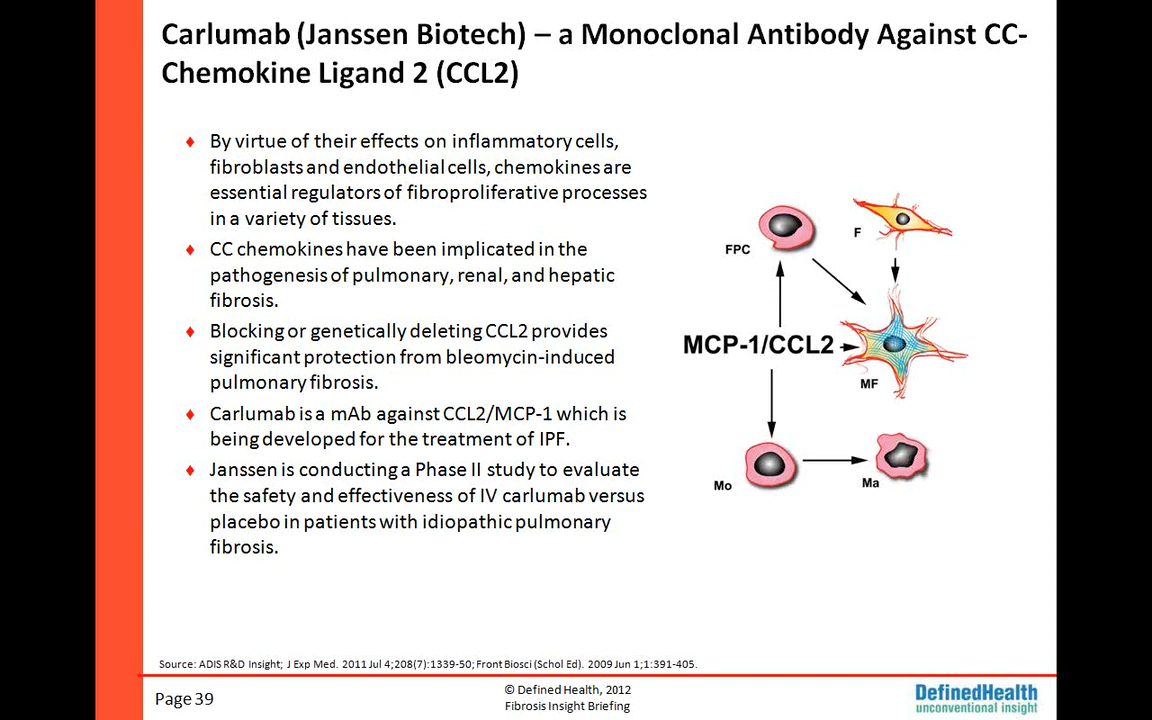 Carlumab (Janssen Biotech) – a Monoclonal Antibody Against CC-
Chemokine Ligand 2 (CCL2)
♦ By virtue of their effects on inflammatory cells,
fibroblasts and endothelial cells, chemokines are
essential regulators of fibroproliferative processes
in a variety of tissues.
♦ CC chemokines have been implicated in the
pathogenesis of pulmonary, renal, and hepatic
fibrosis.
♦ Blocking or genetically deleting CCL2 provides
significant protection from bleomycin-induced
pulmonary fibrosis.
♦ Carlumab is a mAb against CCL2/MCP-1 which is
being developed for the treatment of IPF.
♦ Janssen is conducting a Phase II study to evaluate
the safety and effectiveness of IV carlumab versus
placebo in patients with idiopathic pulmonary
fibrosis.
FPC
F
MCP-1/CCL2
MF
Mo
Ma
Source: ADIS R&D Insight; J Exp Med. 2011 Jul 4;208(7):1339-50; Front Biosci (Schol Ed). 2009 Jun 1;1:391-405.
Page 39
© Defined Health, 2012
Fibrosis Insight Briefing
DefinedHealth
unconventional insight